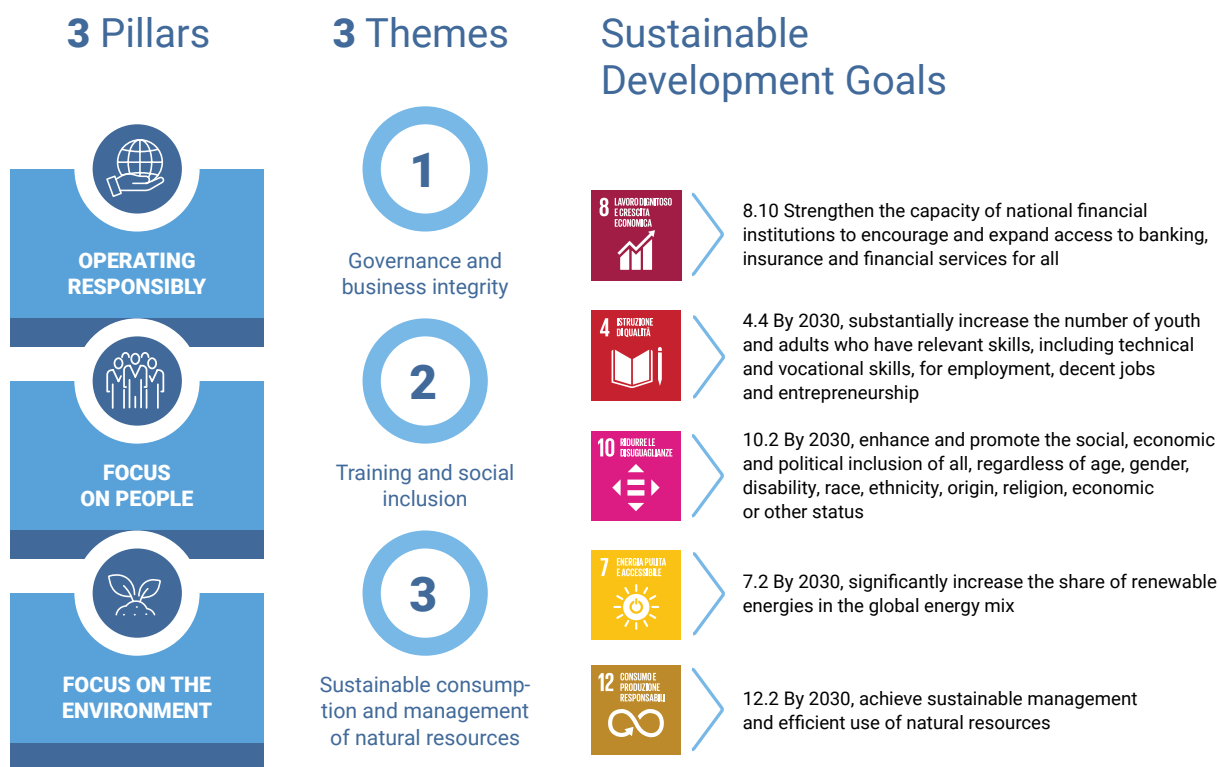 3 Pillars
3 Themes
Sustainable
Development Goals
OPERATING
RESPONSIBLY
1
Governance and
business integrity
8 LAVORO DIGNITOSO
E CRESCITA
ECONOMICA
8.10 Strengthen the capacity of national financial
institutions to encourage and expand access to banking,
insurance and financial services for all
FOCUS
ON PEOPLE
2
Training and social
inclusion
4 ISTRUZIONE
DI QUALITÀ
4.4 By 2030, substantially increase the number of youth
and adults who have relevant skills, including technical
and vocational skills, for employment, decent jobs
and entrepreneurship
10 RIDURRE LE
DISUGUAGLIANZE
10.2 By 2030, enhance and promote the social, economic
and political inclusion of all, regardless of age, gender,
disability, race, ethnicity, origin, religion, economic
or other status
FOCUS ON THE
ENVIRONMENT
3
Sustainable consump-
tion and management
of natural resources
7 ENERGIA PULITA
E ACCESSIBILE
7.2 By 2030, significantly increase the share of renewable
energies in the global energy mix
12 CONSUMO E
PRODUZIONE
RESPONSABILI
12.2 By 2030, achieve sustainable management
and efficient use of natural resources